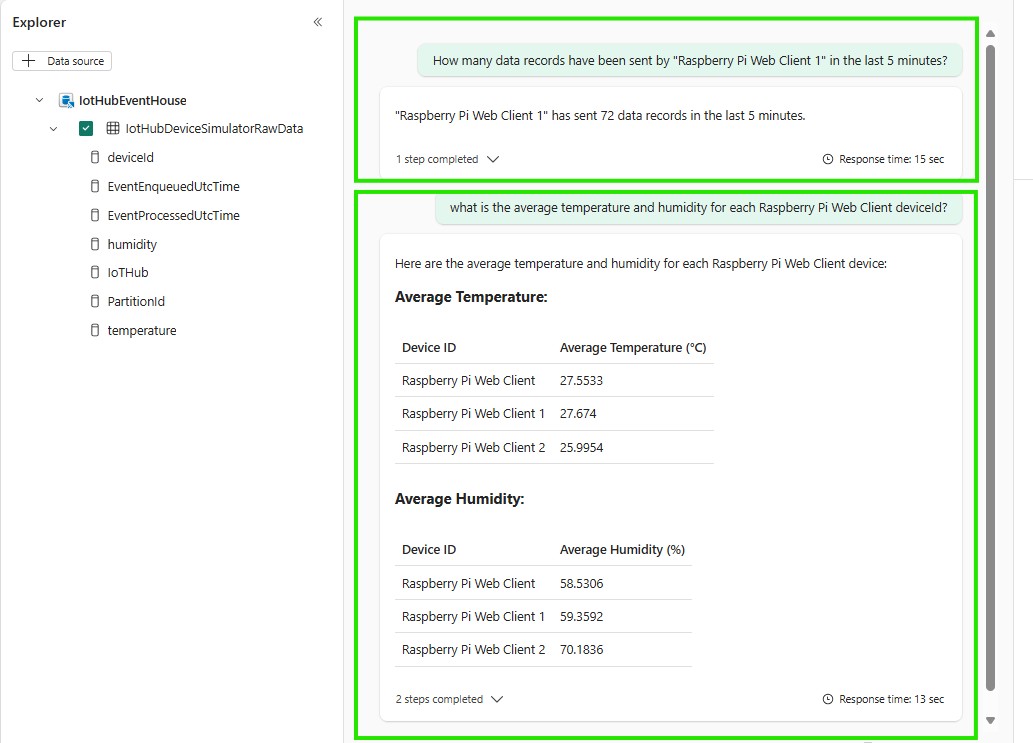 Explorer
Data source
IotHubEventHouse
IotHubDeviceSimulatorRawData
deviceId
EventEnqueuedUtcTime
EventProcessedUtcTime
humidity
IoTHub
PartitionId
temperature
How many data records have been sent by "Raspberry Pi Web Client 1" in the last 5 minutes?
"Raspberry Pi Web Client 1" has sent 72 data records in the last 5 minutes.
1 step completed Response time: 15 sec
what is the average temperature and humidity for each Raspberry Pi Web Client deviceId?
Here are the average temperature and humidity for each Raspberry Pi Web Client device:
Average Temperature:
Device ID Average Temperature (°C)
Raspberry Pi Web Client 27.5533
Raspberry Pi Web Client 1 27.674
Raspberry Pi Web Client 2 25.9954
Average Humidity:
Device ID Average Humidity (%)
Raspberry Pi Web Client 58.5306
Raspberry Pi Web Client 1 59.3592
Raspberry Pi Web Client 2 70.1836
2 steps completed Response time: 13 sec